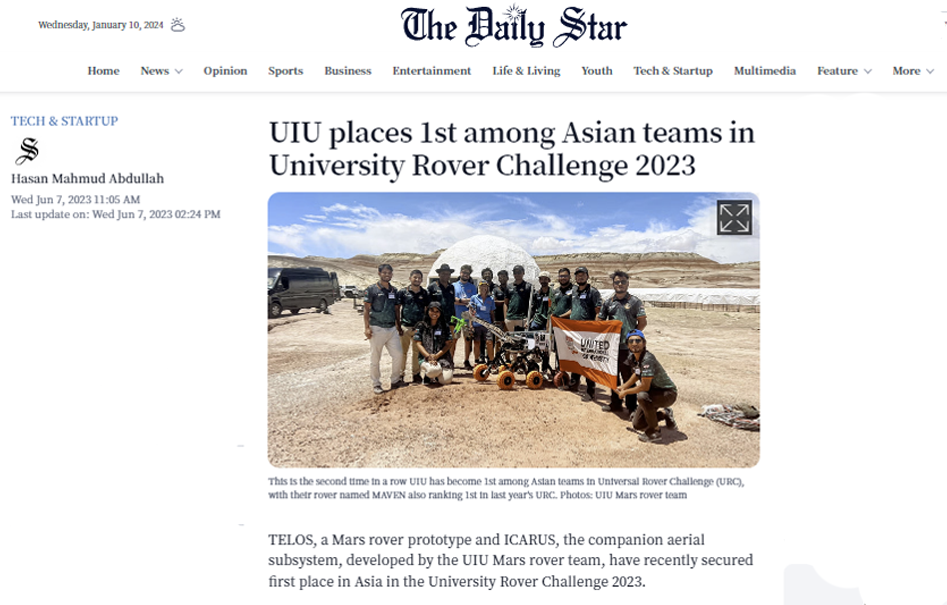 Wednesday, January 10, 2024
The Daily Star
Home News Opinion Sports Business Entertainment Life & Living Youth Tech & Startup Multimedia Feature More
TECH & STARTUP
S
Hasan Mahmud Abdullah
Wed Jun 7, 2023 11:05 AM
Last update on: Wed Jun 7, 2023 02:24 PM
UIU places 1st among Asian teams in
University Rover Challenge 2023
UNITED
This is the second time in a row UIU has become 1st among Asian teams in Universal Rover Challenge (URC),
with their rover named MAVEN also ranking 1st in last year's URC. Photos: UIU Mars rover team
TELOS, a Mars rover prototype and ICARUS, the companion aerial
subsystem, developed by the UIU Mars rover team, have recently secured
first place in Asia in the University Rover Challenge 2023.